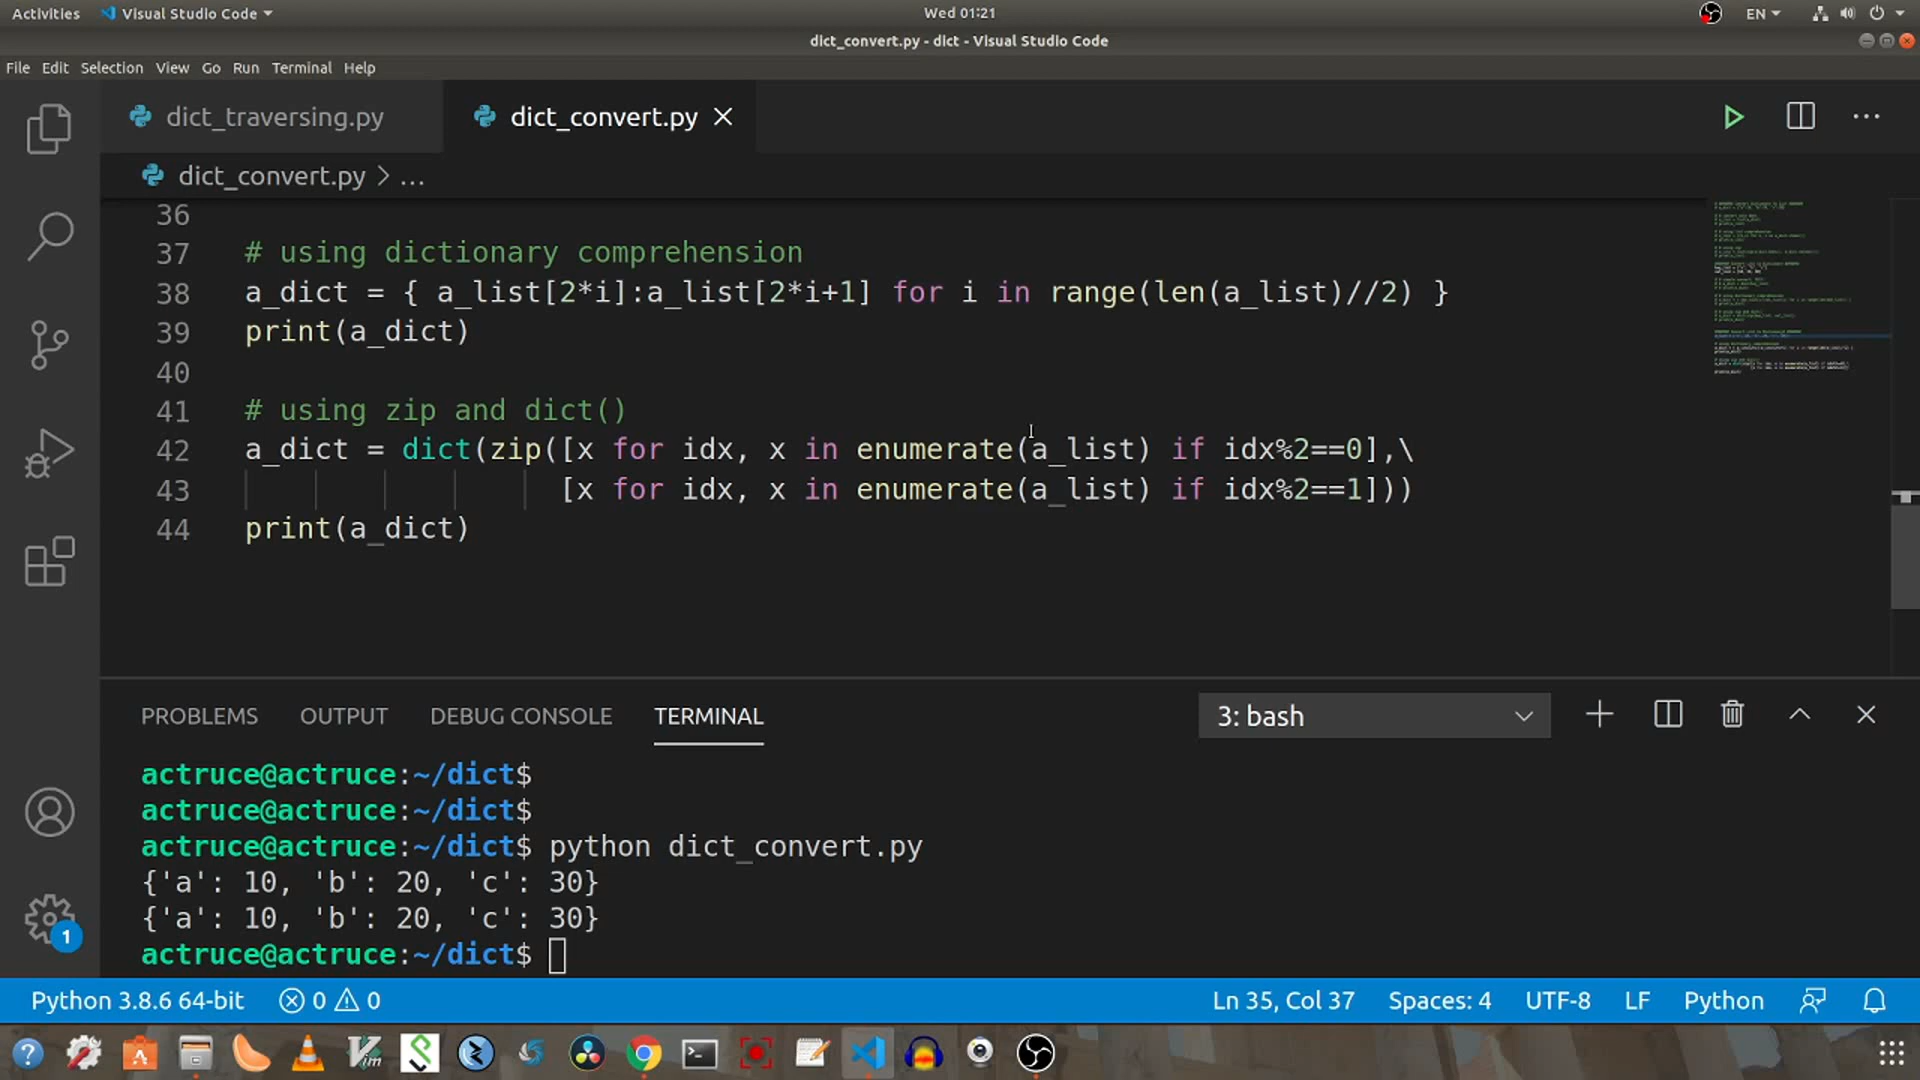 Activities Visual Studio Code Wed 01:21 EN
dict_convert.py - dict - Visual Studio Code
File Edit Selection View Go Run Terminal Help
dict_traversing.py dict_convert.py
dict_convert.py > ...
36
37 # using dictionary comprehension
38 a_dict = { a_list[2*i]:a_list[2*i+1] for i in range(len(a_list)//2) }
39 print(a_dict)
40
41 # using zip and dict()
42 a_dict = dict(zip([x for idx, x in enumerate(a_list) if idx%2==0],\
43 [x for idx, x in enumerate(a_list) if idx%2==1]))
44 print(a_dict)
PROBLEMS OUTPUT DEBUG CONSOLE TERMINAL 3: bash
actruce@actruce:~/dict$
actruce@actruce:~/dict$
actruce@actruce:~/dict$ python dict_convert.py
{'a': 10, 'b': 20, 'c': 30}
{'a': 10, 'b': 20, 'c': 30}
actruce@actruce:~/dict$
1
Python 3.8.6 64-bit 0 0 Ln 35, Col 37 Spaces: 4 UTF-8 LF Python